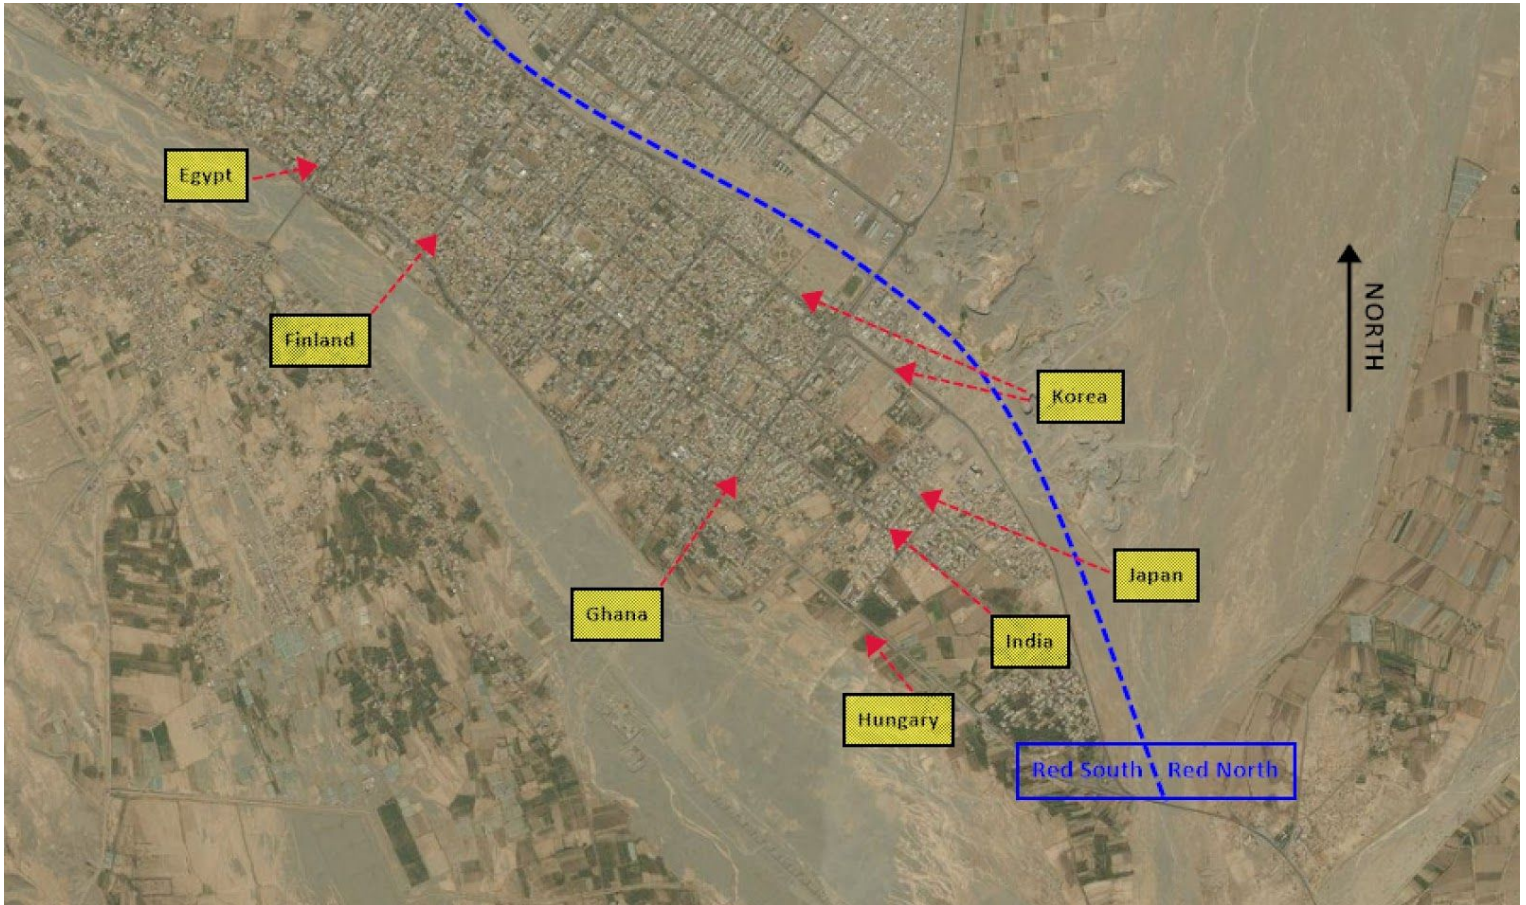 Egypt
Finland
NORTH
Korea
Japan
Ghana
India
Hungary
Red South
Red North